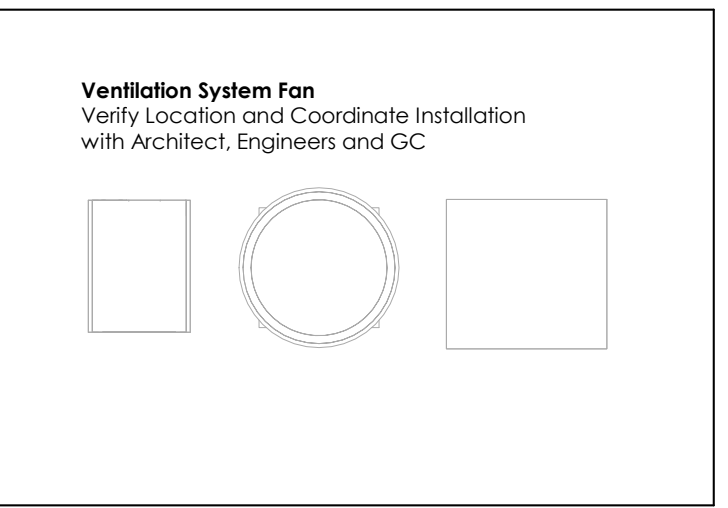 Ventilation System Fan
Verify Location and Coordinate Installation
with Architect, Engineers and GC